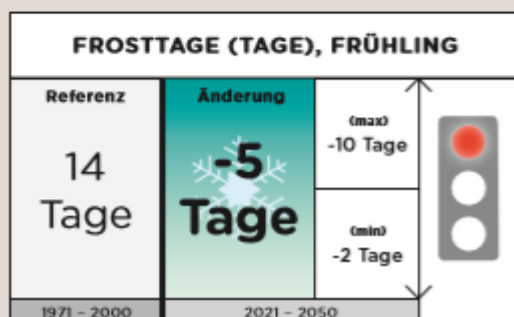 FROSTTAGE (TAGE), FRÜHLING
Referenz
14
Tage
1971 – 2000
Änderung
-5
Tage
(max)
-10 Tage
(min)
-2 Tage
2021 – 2050